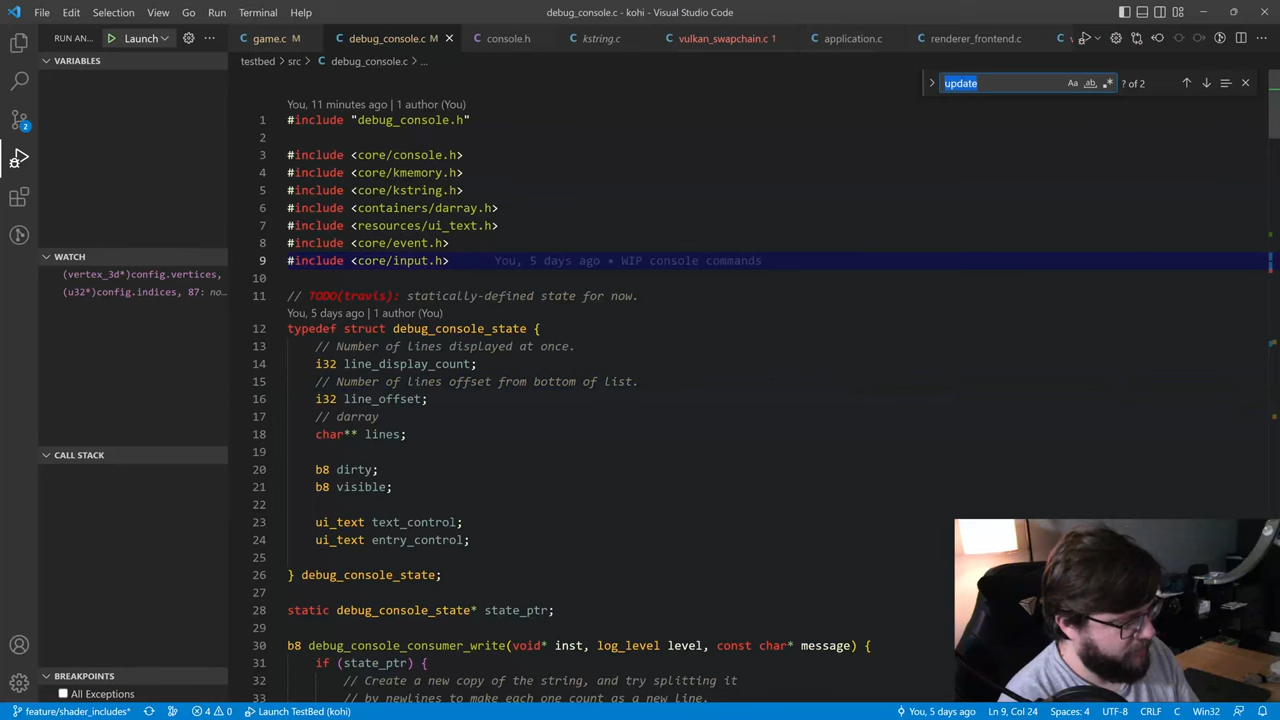 File Edit Selection View Go Run Terminal Help
debug_console.c - kohi - Visual Studio Code
RUN AN... Launch
game.c M debug_console.c M console.h kstring.c vulkan_swapchain.c 1 application.c renderer_frontend.c
testbed > src > debug_console.c > ...
VARIABLES
WATCH
(vertex_3d*)config.vertices,
(u32*)config.indices, 87: no...
CALL STACK
BREAKPOINTS
All Exceptions
update Aa ab .* ? of 2
You, 11 minutes ago | 1 author (You)
1 #include "debug_console.h"
2
3 #include <core/console.h>
4 #include <core/kmemory.h>
5 #include <core/kstring.h>
6 #include <containers/darray.h>
7 #include <resources/ui_text.h>
8 #include <core/event.h>
9 #include <core/input.h> You, 5 days ago • WIP console commands
10
11 // TODO(travis): statically-defined state for now.
You, 5 days ago | 1 author (You)
12 typedef struct debug_console_state {
13 // Number of lines displayed at once.
14 i32 line_display_count;
15 // Number of lines offset from bottom of list.
16 i32 line_offset;
17 // darray
18 char** lines;
19
20 b8 dirty;
21 b8 visible;
22
23 ui_text text_control;
24 ui_text entry_control;
25
26 } debug_console_state;
27
28 static debug_console_state* state_ptr;
29
30 b8 debug_console_consumer_write(void* inst, log_level level, const char* message) {
31 if (state_ptr) {
32 // Create a new copy of the string, and try splitting it
33 // by newlines to make each one count as a new line.
2
feature/shader_includes* 4 0 Launch TestBed (kohi) You, 5 days ago Ln 9, Col 24 Spaces: 4 UTF-8 CRLF C Win32